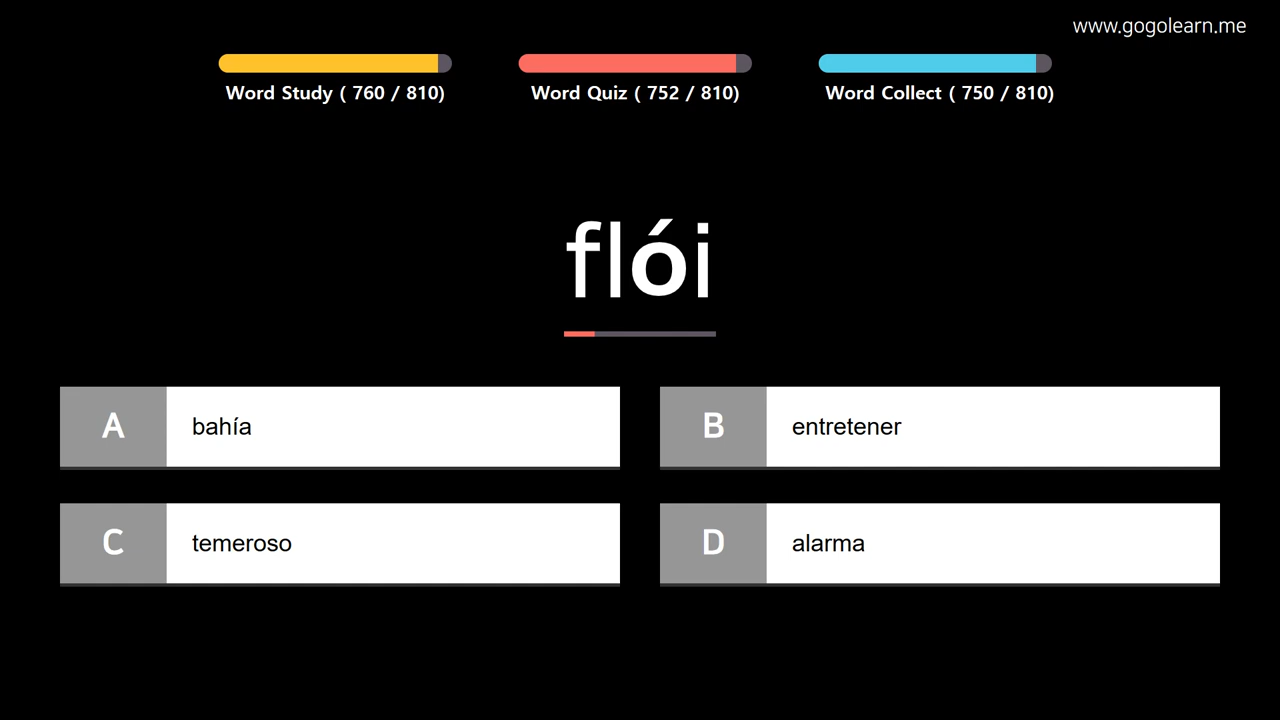 www.gogolearn.me
Word Study ( 760 / 810)
Word Quiz ( 752 / 810)
Word Collect ( 750 / 810)
flói
A bahía
B entretener
C temeroso
D alarma